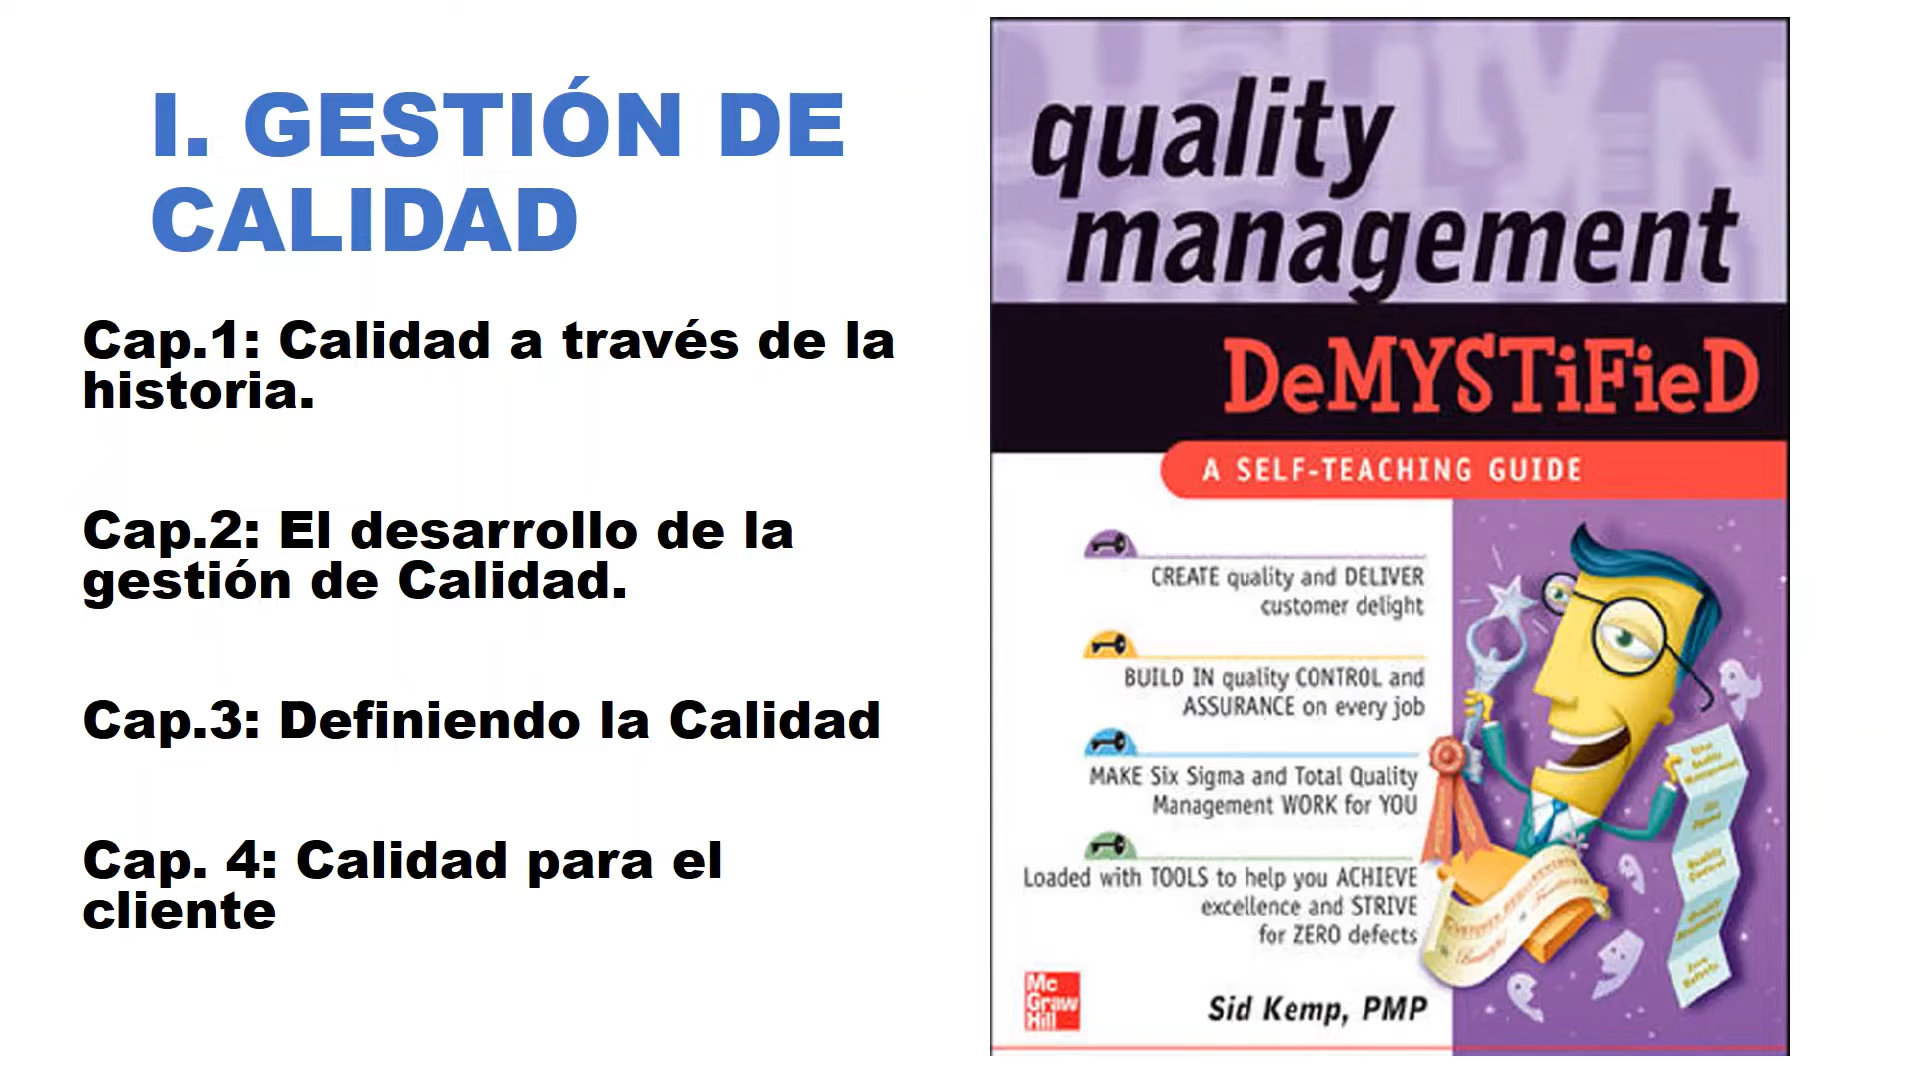 I. GESTIÓN DE
CALIDAD
Cap.1: Calidad a través de la
historia.
Cap.2: El desarrollo de la
gestión de Calidad.
Cap.3: Definiendo la Calidad
Cap. 4: Calidad para el
cliente
quality
management
DeMYSTiFieD
A SELF-TEACHING GUIDE
CREATE quality and DELIVER
customer delight
BUILD IN quality CONTROL and
ASSURANCE on every job
MAKE Six Sigma and Total Quality
Management WORK for YOU
Loaded with TOOLS to help you ACHIEVE
excellence and STRIVE
for ZERO defects
Mc
Graw
Hill
Sid Kemp, PMP